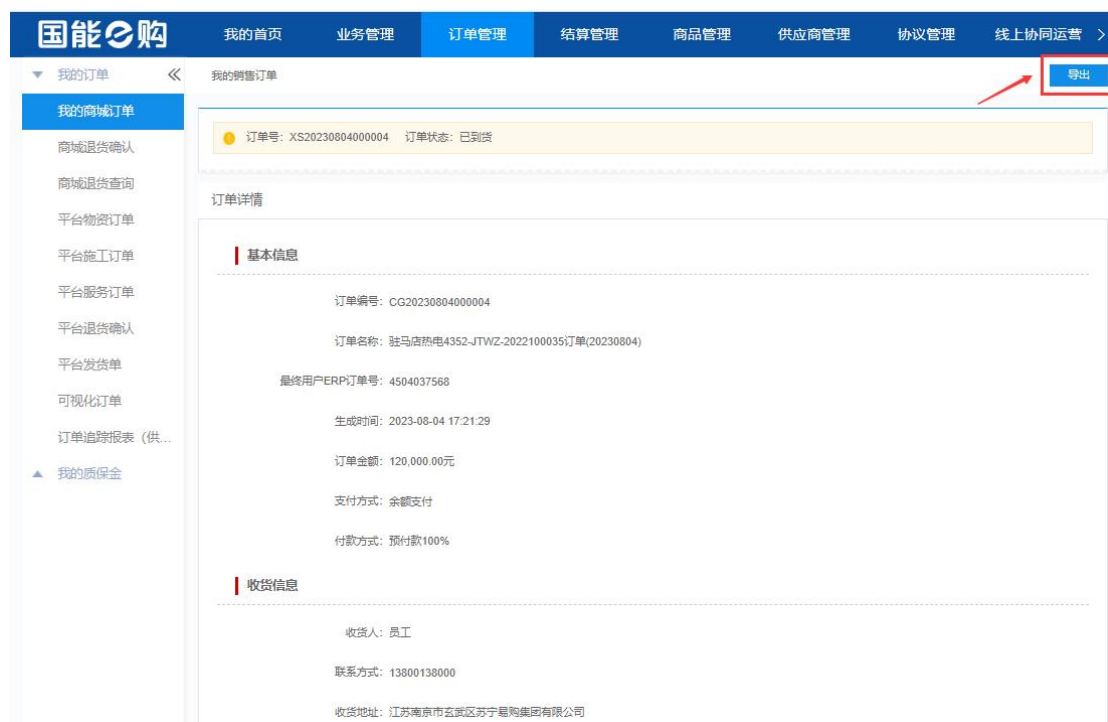 国能e购
我的首页 业务管理 订单管理 结算管理 商品管理 供应商管理 协议管理 线上协同运营 >
我的订单 《
我的销售订单
导出
我的商城订单
商城退货确认
商城退货查询
平台物资订单
平台施工订单
平台服务订单
平台退货确认
平台发货单
可视化订单
订单追踪报表（供...
我的质保金
订单号：XS20230804000004 订单状态：已到货
订单详情
基本信息
订单编号：CG20230804000004
订单名称：驻马店热电4352-JTWZ-2022100035订单(20230804)
最终用户ERP订单号：4504037568
生成时间：2023-08-04 17:21:29
订单金额：120,000.00元
支付方式：余额支付
付款方式：预付款100%
收货信息
收货人：员工
联系方式：13800138000
收货地址：江苏南京市玄武区苏宁易购集团有限公司